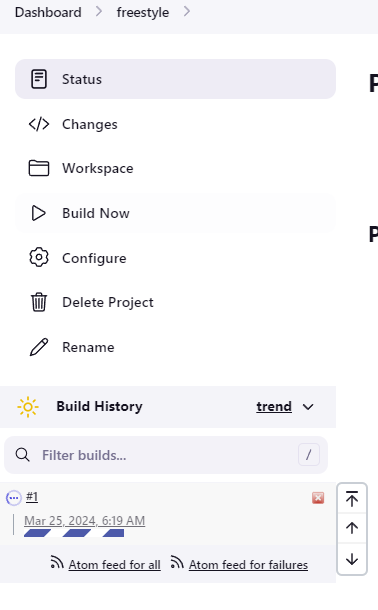 Dashboard > freestyle >
Status
P
Changes
Workspace
Build Now
P
Configure
Delete Project
Rename
Build History
trend
Filter builds...
/
#1
Mar 25, 2024, 6:19 AM
Atom feed for all
Atom feed for failures